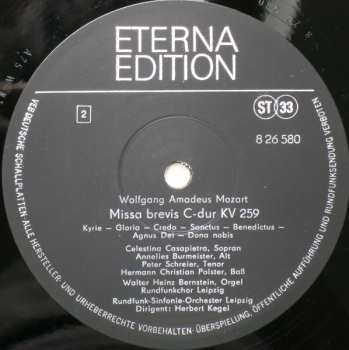 ETERNA
EDITION
2
ST 33
8 26 580
Wolfgang Amadeus Mozart
Missa brevis C-dur KV 259
Kyrie — Gloria — Credo — Sanctus — Benedictus —
Agnus Dei — Dona nobis
Celestina Casapietra, Sopran
Annelies Burmeister, Alt
Peter Schreier, Tenor
Hermann Christian Polster, Baß
Walter Heinz Bernstein, Orgel
Rundfunkchor Leipzig
Rundfunk-Sinfonie-Orchester Leipzig
Dirigent: Herbert Kegel
VEB DEUTSCHE SCHALLPLATTEN · ALLE HERSTELLER- UND URHEBERRECHTE VORBEHALTEN · ÜBERSPIELUNG, ÖFFENTLICHE AUFFÜHRUNG UND RUNDFUNKSENDUNG VERBOTEN